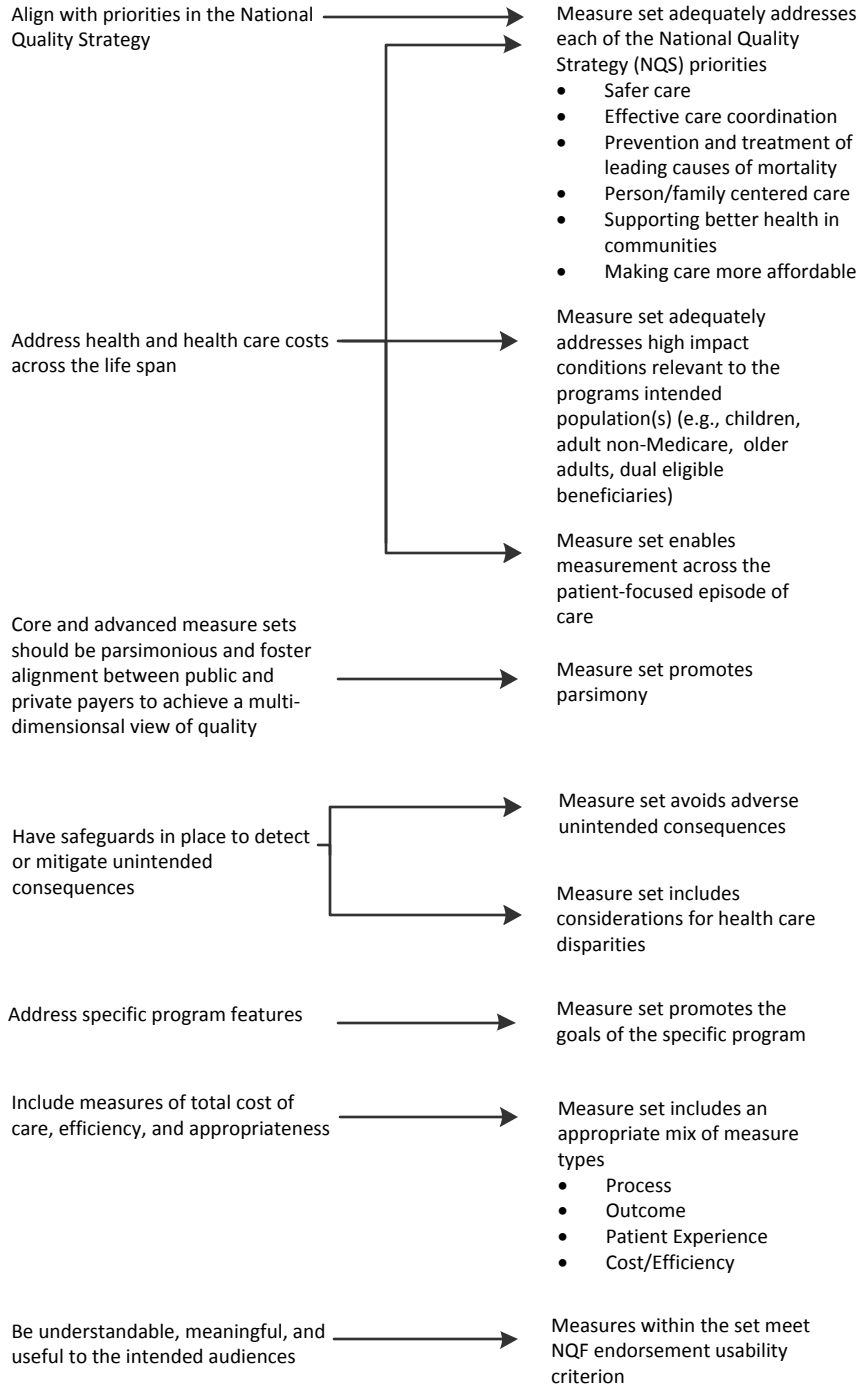 Align with priorities in the National
Quality Strategy
Measure set adequately addresses
each of the National Quality
Strategy (NQS) priorities
• Safer care
• Effective care coordination
• Prevention and treatment of
leading causes of mortality
• Person/family centered care
• Supporting better health in
communities
• Making care more affordable
Address health and health care costs
across the life span
Measure set adequately
addresses high impact
conditions relevant to the
programs intended
population(s) (e.g., children,
adult non-Medicare, older
adults, dual eligible
beneficiaries)
Measure set enables
measurement across the
patient-focused episode of
care
Core and advanced measure sets
should be parsimonious and foster
alignment between public and
private payers to achieve a multi-
dimensionsal view of quality
Measure set promotes
parsimony
Have safeguards in place to detect
or mitigate unintended
consequences
Measure set avoids adverse
unintended consequences
Measure set includes
considerations for health care
disparities
Address specific program features
Measure set promotes the
goals of the specific program
Include measures of total cost of
care, efficiency, and appropriateness
Measure set includes an
appropriate mix of measure
types
• Process
• Outcome
• Patient Experience
• Cost/Efficiency
Be understandable, meaningful, and
useful to the intended audiences
Measures within the set meet
NQF endorsement usability
criterion